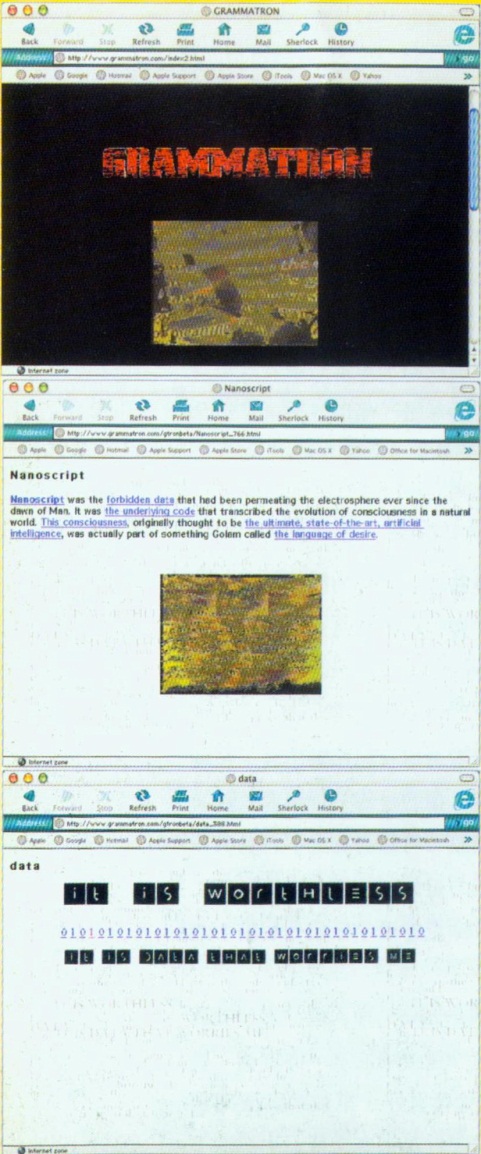 GRAMMATRON
Back Forward Stop Refresh Print Home Mail Sherlock History
Address: http://www.grammatron.com/index2.html go
Apple Google Hotmail Apple Support Apple Store iTools Mac OS X Yahoo
GRAMMATRON
the
Internet zone
Nanoscript
Back Forward Stop Refresh Print Home Mail Sherlock History
Address: http://www.grammatron.com/gtronbeta/Nanoscript_766.html go
Apple Google Hotmail Apple Support Apple Store iTools Mac OS X Yahoo Office for Macintosh
Nanoscript
Nanoscript was the forbidden data that had been permeating the electrosphere ever since the
dawn of Man. It was the underlying code that transcribed the evolution of consciousness in a natural
world. This consciousness, originally thought to be the ultimate, state-of-the-art, artificial
intelligence, was actually part of something Golam called the language of desire.
Internet zone
data
Back Forward Stop Refresh Print Home Mail Sherlock History
Address: http://www.grammatron.com/gtronbeta/data_588.html go
Apple Google Hotmail Apple Support Apple Store iTools Mac OS X Yahoo Office for Macintosh
data
it is worthless
0101010101010101010101010101010101010101010
it is data that worries me
Internet zone